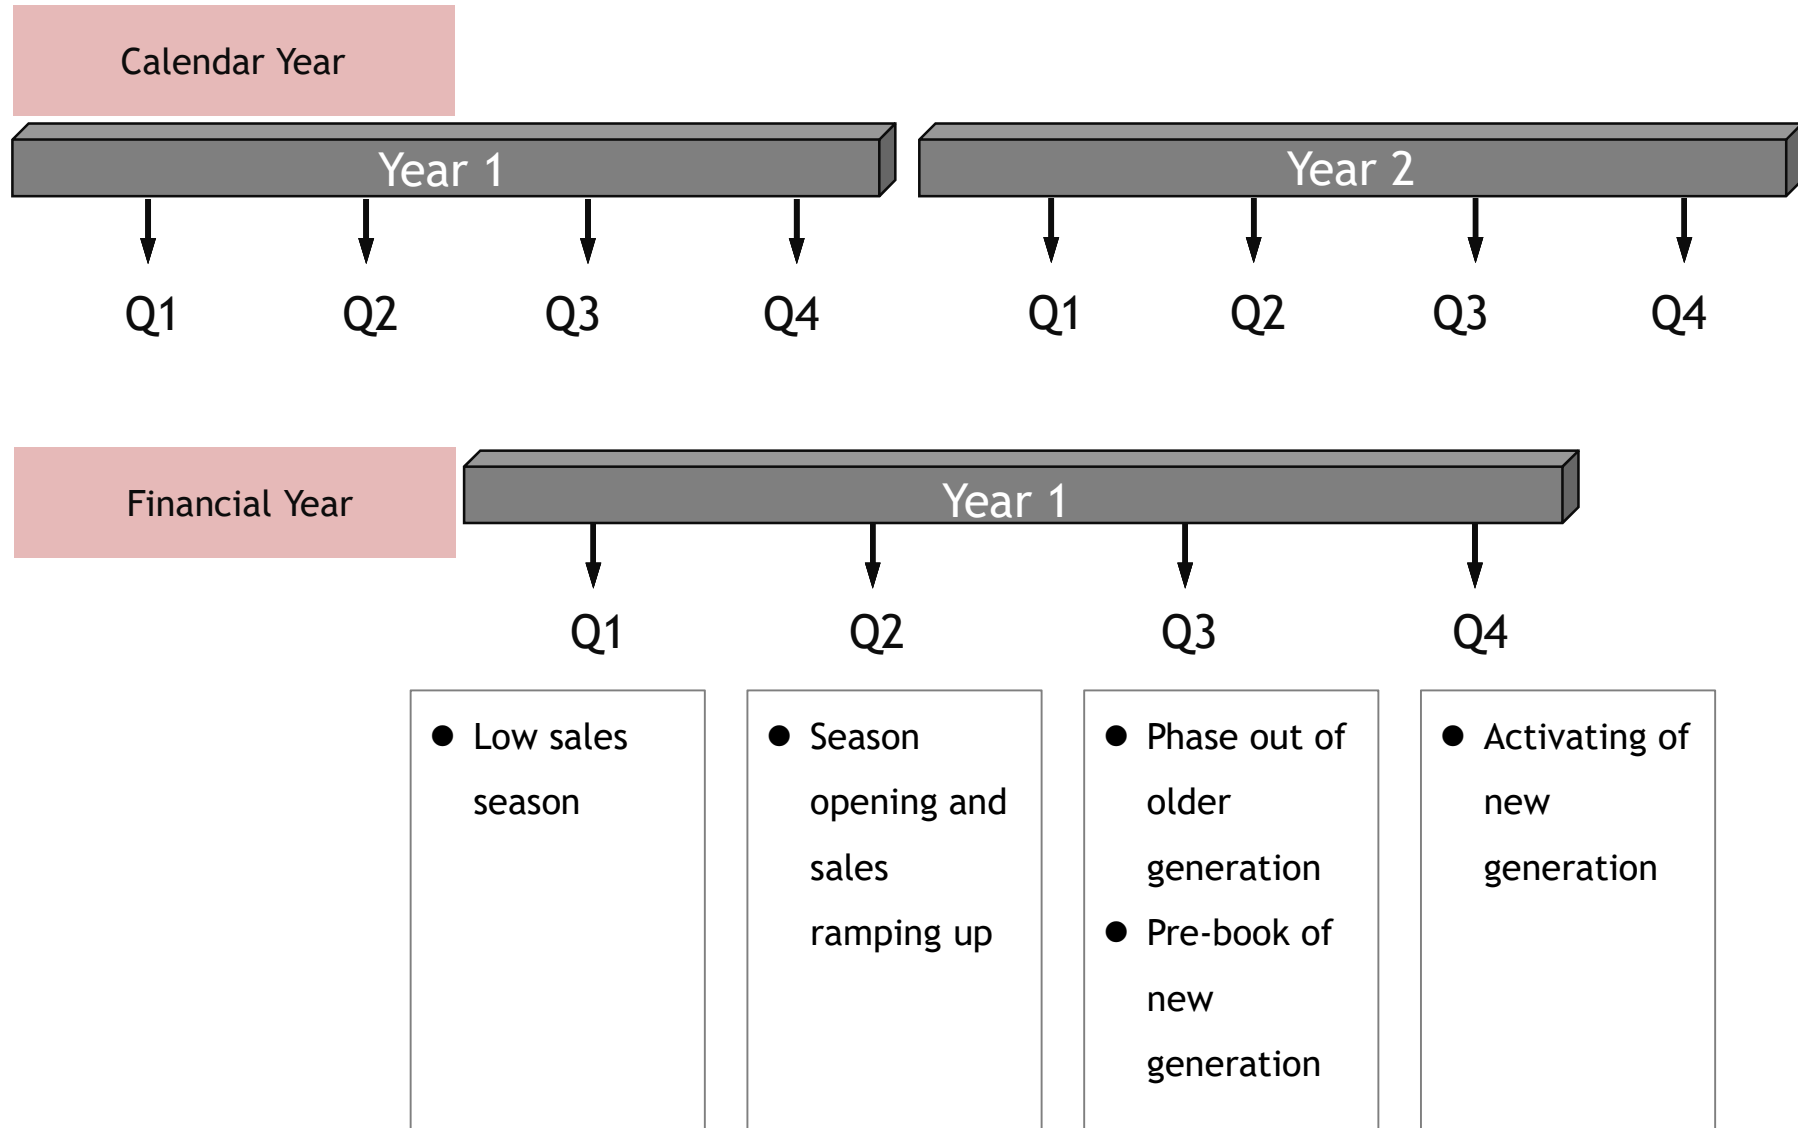 Calendar Year
Year 1
Year 2
Q1
Q2
Q3
Q4
Q1
Q2
Q3
Q4
Financial Year
Year 1
Q1
Q2
Q3
Q4
● Low sales
season
● Season
opening and
sales
ramping up
● Phase out of
older
generation
● Pre-book of
new
generation
● Activating of
new
generation